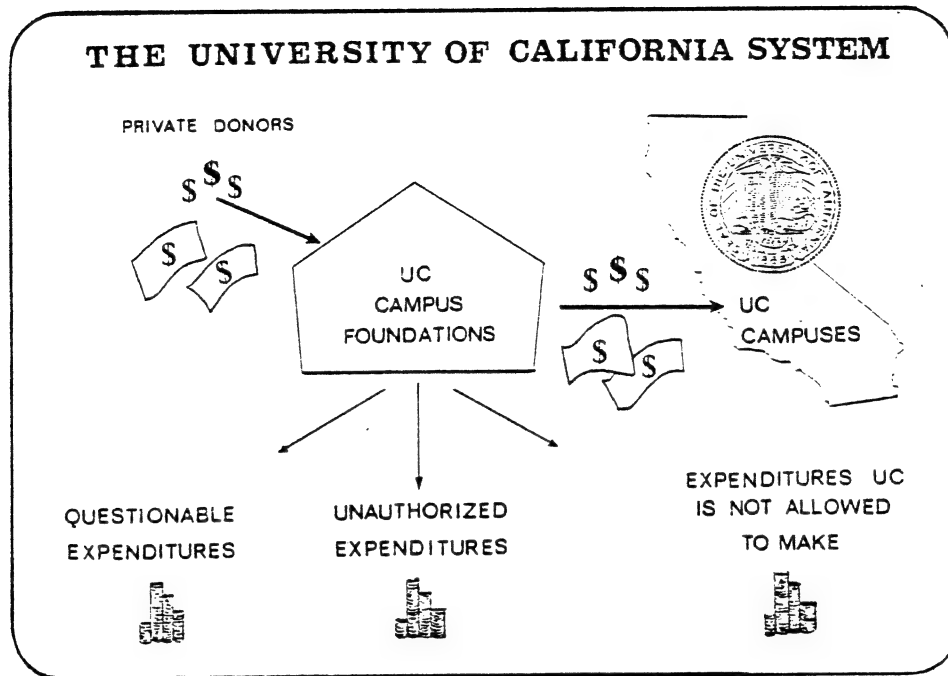 THE UNIVERSITY OF CALIFORNIA SYSTEM
PRIVATE DONORS
$ $ $
$
$
UC
CAMPUS
FOUNDATIONS
$ $ $
$
$
UC
CAMPUSES
QUESTIONABLE
EXPENDITURES
UNAUTHORIZED
EXPENDITURES
EXPENDITURES UC
IS NOT ALLOWED
TO MAKE